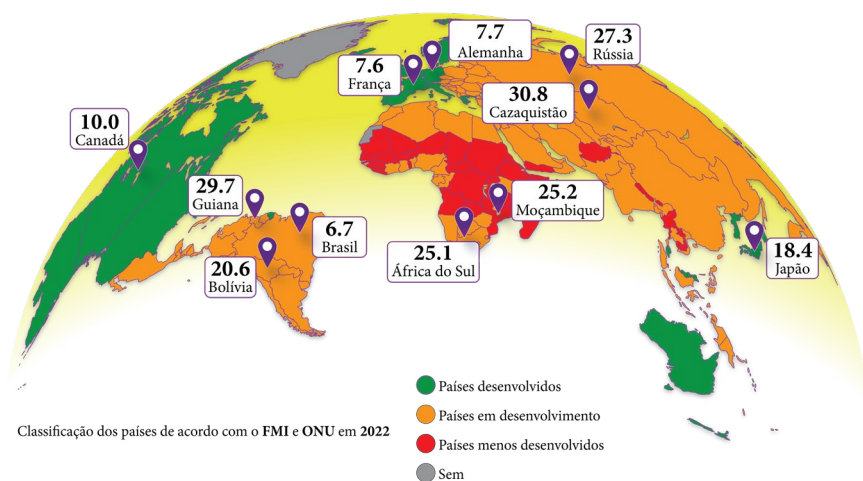 7.7
Alemanha
27.3
Rússia
7.6
França
30.8
Cazaquistão
10.0
Canadá
29.7
Guiana
25.2
Moçambique
6.7
Brasil
25.1
África do Sul
18.4
Japão
20.6
Bolívia
Países desenvolvidos
Países em desenvolvimento
Classificação dos países de acordo com o FMI e ONU em 2022
Países menos desenvolvidos
Sem